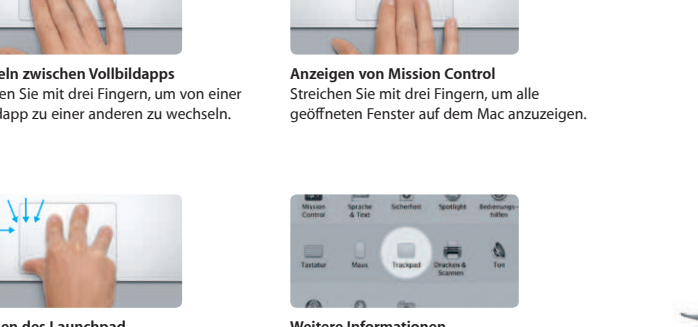 eln zwischen Vollbildapps
en Sie mit drei Fingern, um von einer
dapp zu einer anderen zu wechseln.
Anzeigen von Mission Control
Streichen Sie mit drei Fingern, um alle
geöffneten Fenster auf dem Mac anzuzeigen.
Mission Control
Sprache & Text
Sicherheit
Spotlight
Bedienungs-
hilfen
Tastatur
Maus
Trackpad
Drucken &
Scannen
Ton
en des Launchpad
Weitere Informationen